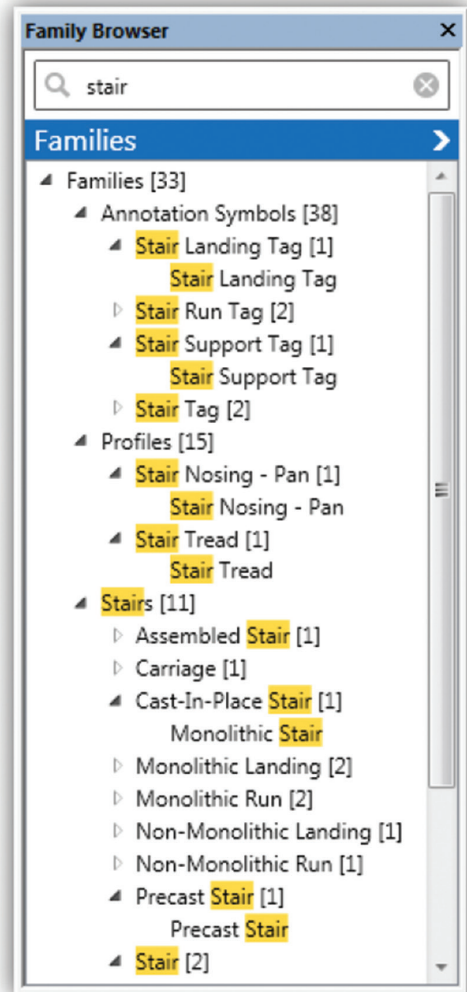 Family Browser
stair
Families
Families [33]
Annotation Symbols [38]
Stair Landing Tag [1]
Stair Landing Tag
Stair Run Tag [2]
Stair Support Tag [1]
Stair Support Tag
Stair Tag [2]
Profiles [15]
Stair Nosing - Pan [1]
Stair Nosing - Pan
Stair Tread [1]
Stair Tread
Stairs [11]
Assembled Stair [1]
Carriage [1]
Cast-In-Place Stair [1]
Monolithic Stair
Monolithic Landing [2]
Monolithic Run [2]
Non-Monolithic Landing [1]
Non-Monolithic Run [1]
Precast Stair [1]
Precast Stair
Stair [2]